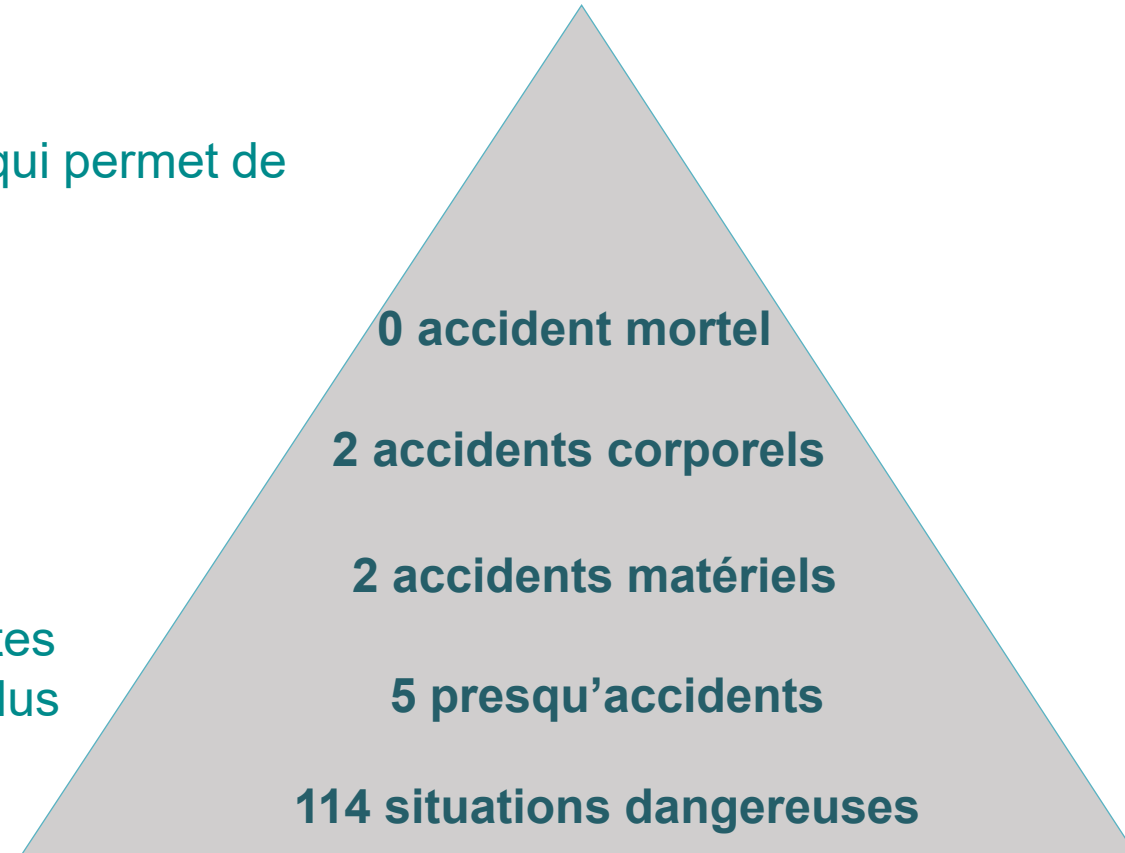 qui permet de
0 accident mortel
2 accidents corporels
2 accidents matériels
5 presqu’accidents
114 situations dangereuses